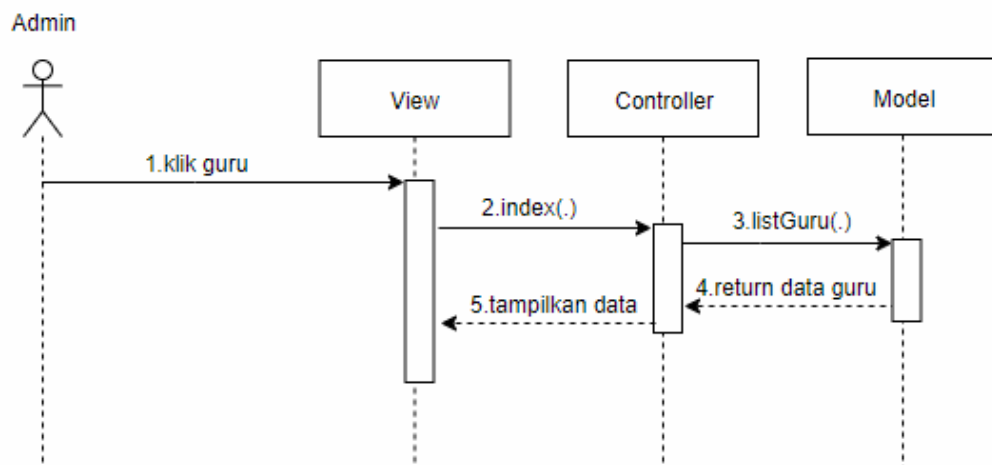 Admin
View
Controller
Model
1.klik guru
2.index(.)
3.listGuru(.)
4.return data guru
5.tampilkan data